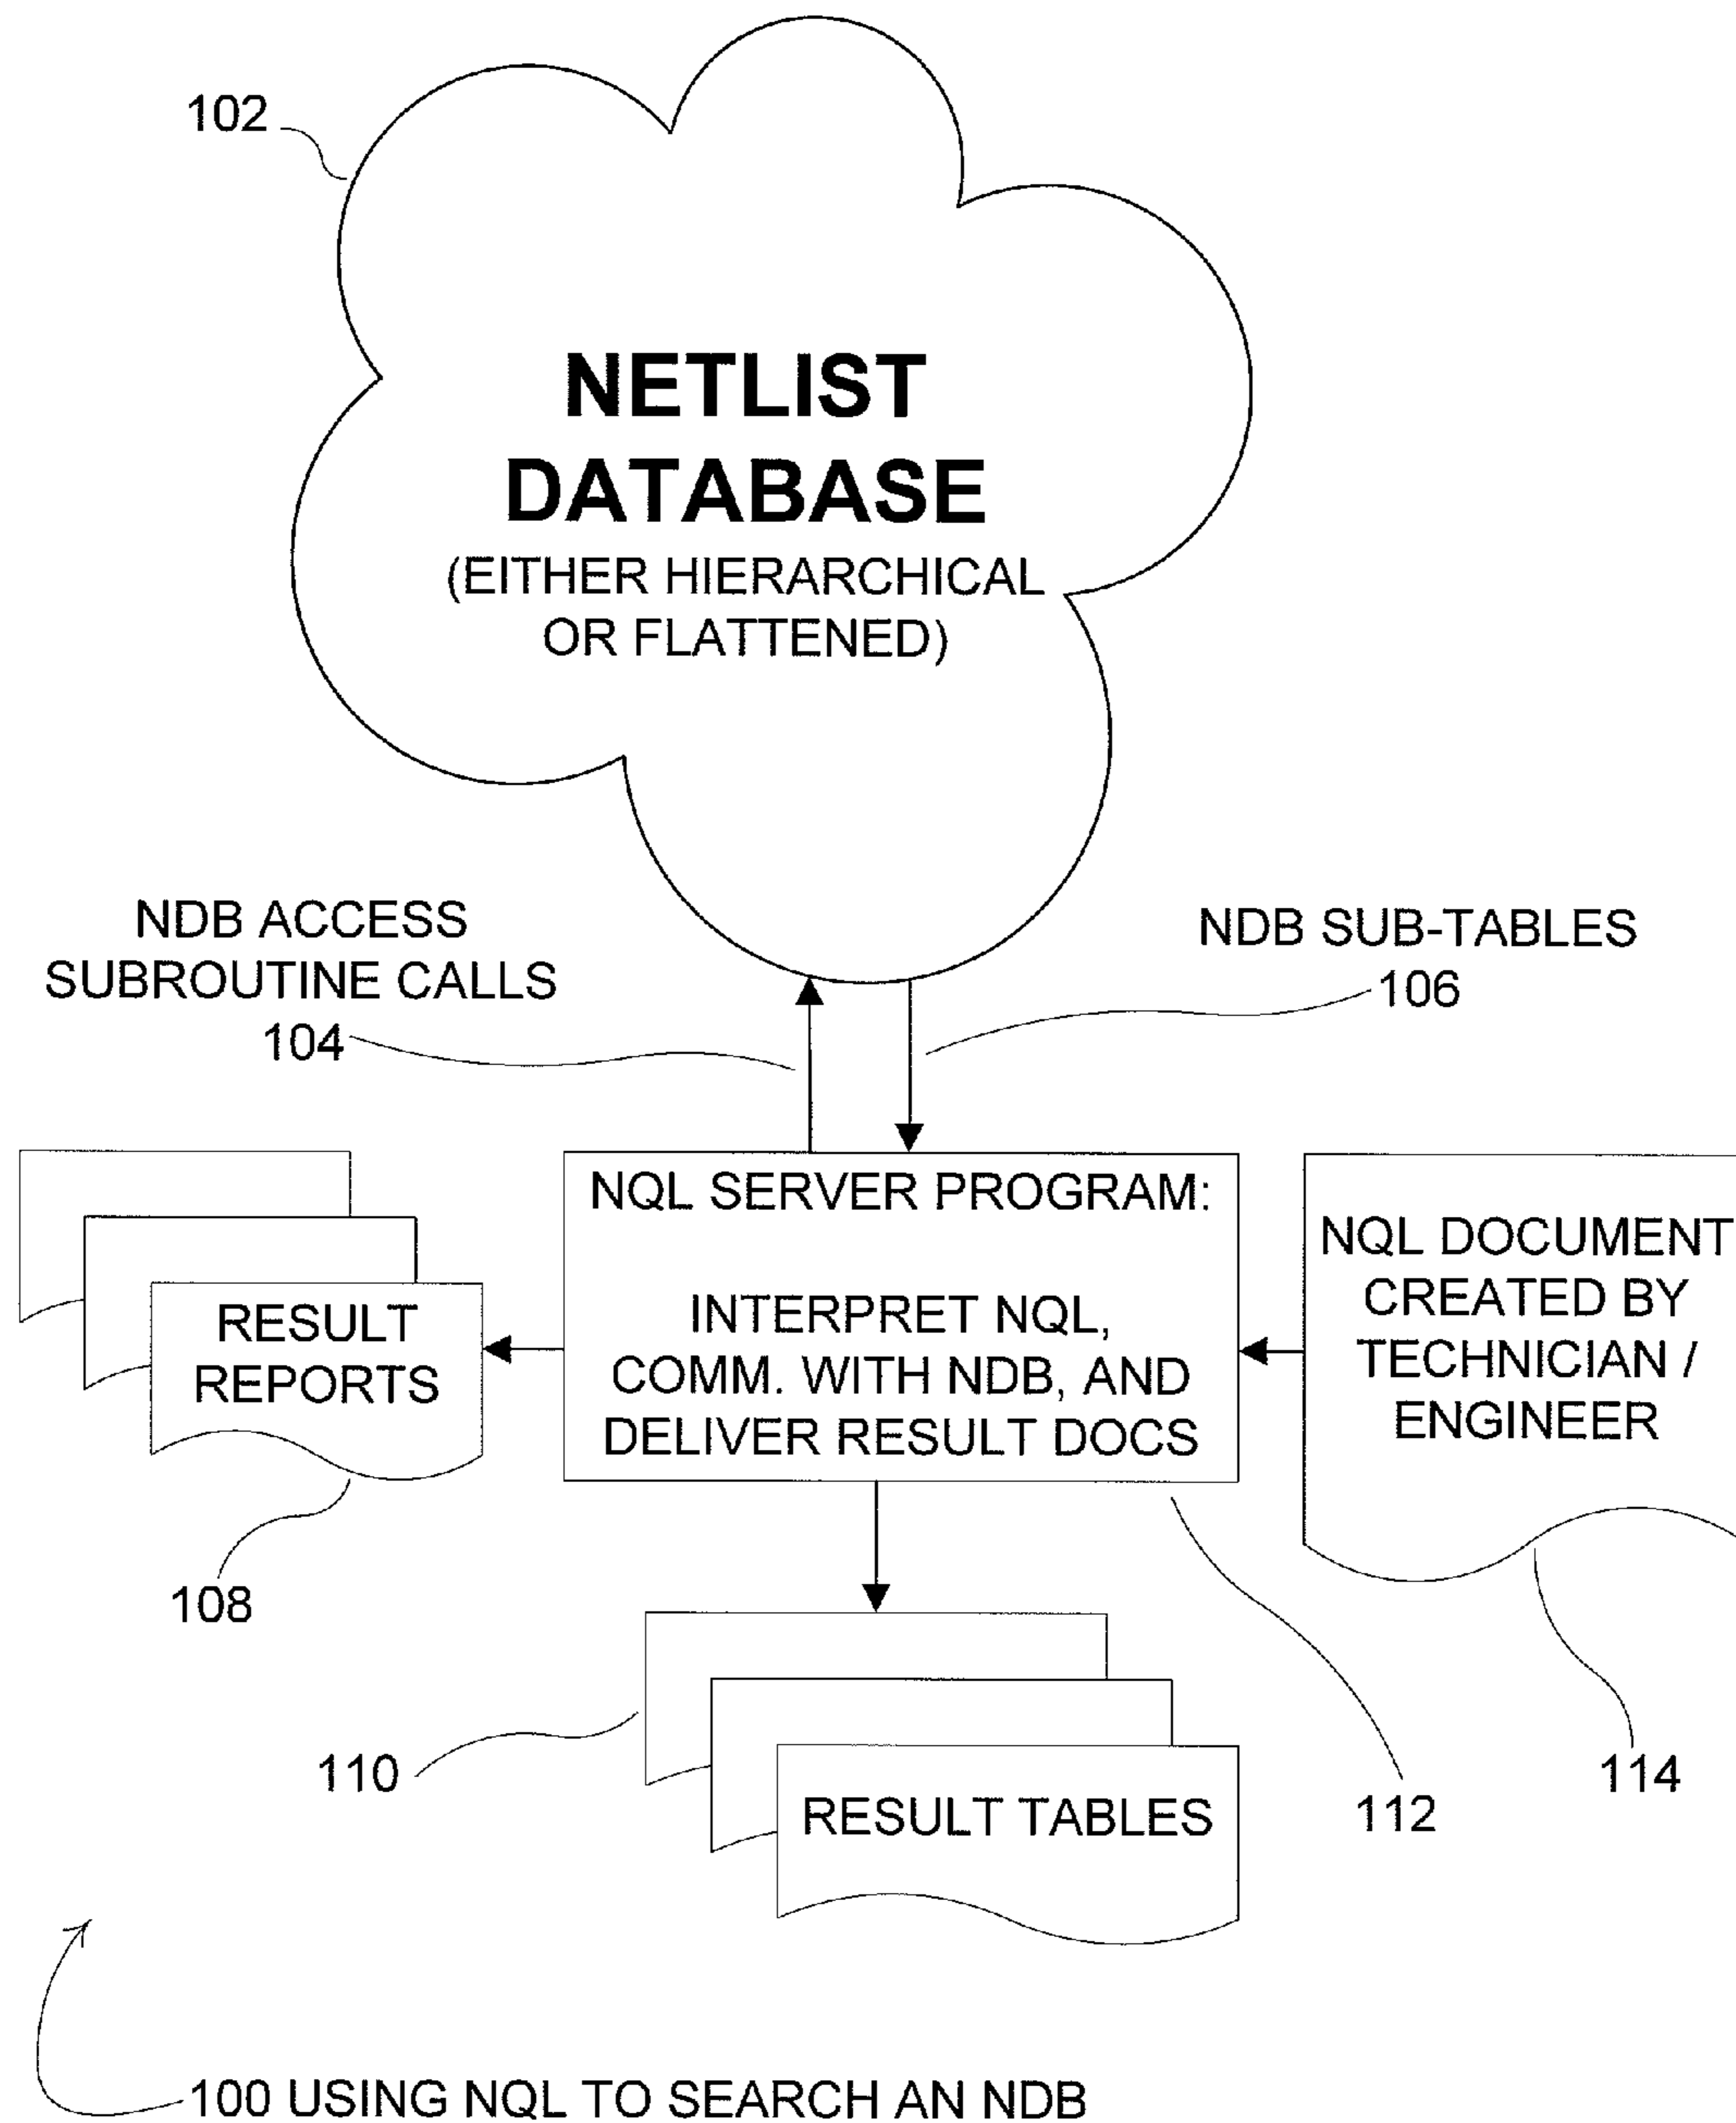 102
NETLIST
DATABASE
(EITHER HIERARCHICAL
OR FLATTENED)
NDB ACCESS
SUBROUTINE CALLS
104
NDB SUB-TABLES
106
RESULT
REPORTS
108
NQL SERVER PROGRAM:
INTERPRET NQL,
COMM. WITH NDB, AND
DELIVER RESULT DOCS
NQL DOCUMENT
CREATED BY
TECHNICIAN /
ENGINEER
110
RESULT TABLES
112
114
100 USING NQL TO SEARCH AN NDB